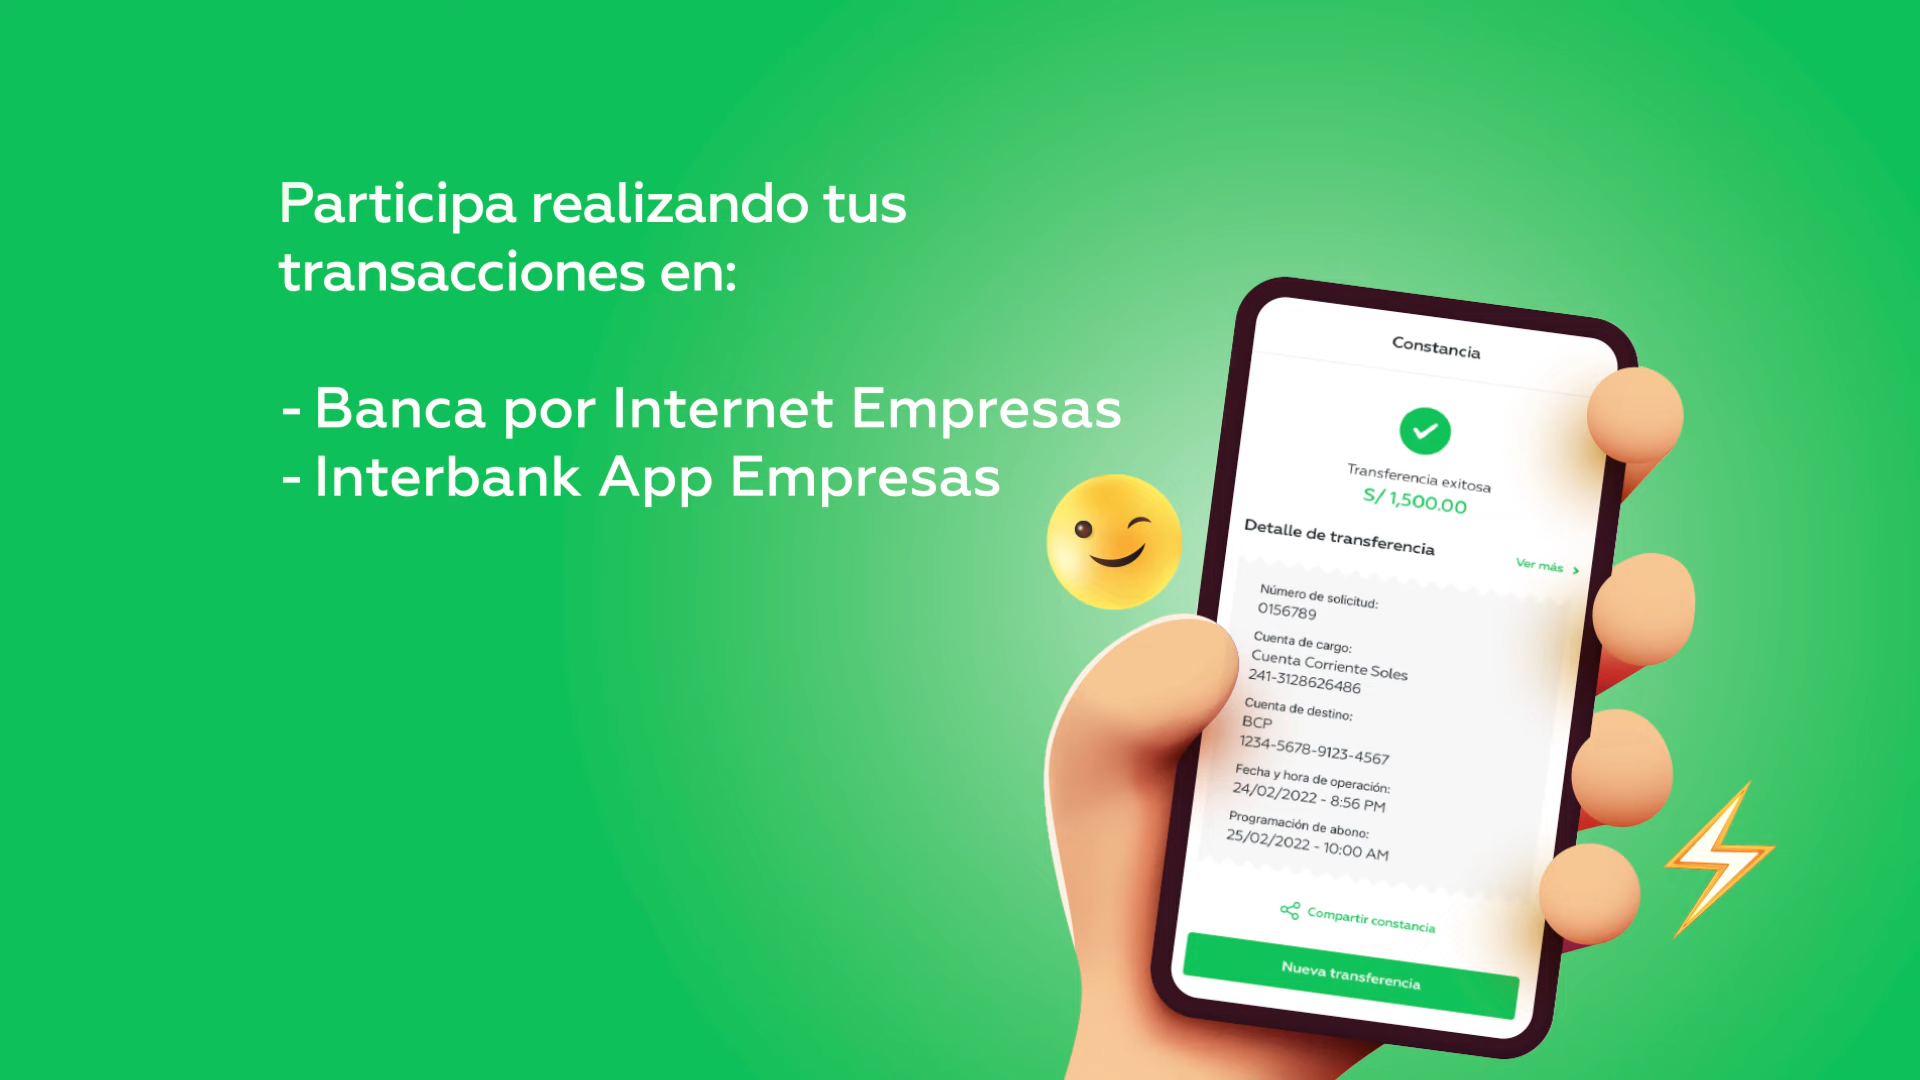 Participa realizando tus
transacciones en:
- Banca por Internet Empresas
- Interbank App Empresas
Constancia
Transferencia exitosa
S/ 1,500.00
Detalle de transferencia
Ver más >
Número de solicitud:
0156789
Cuenta de cargo:
Cuenta Corriente Soles
241-3128626486
Cuenta de destino:
BCP
1234-5678-9123-4567
Fecha y hora de operación:
24/02/2022 - 8:56 PM
Programación de abono:
25/02/2022 - 10:00 AM
Compartir constancia
Nueva transferencia